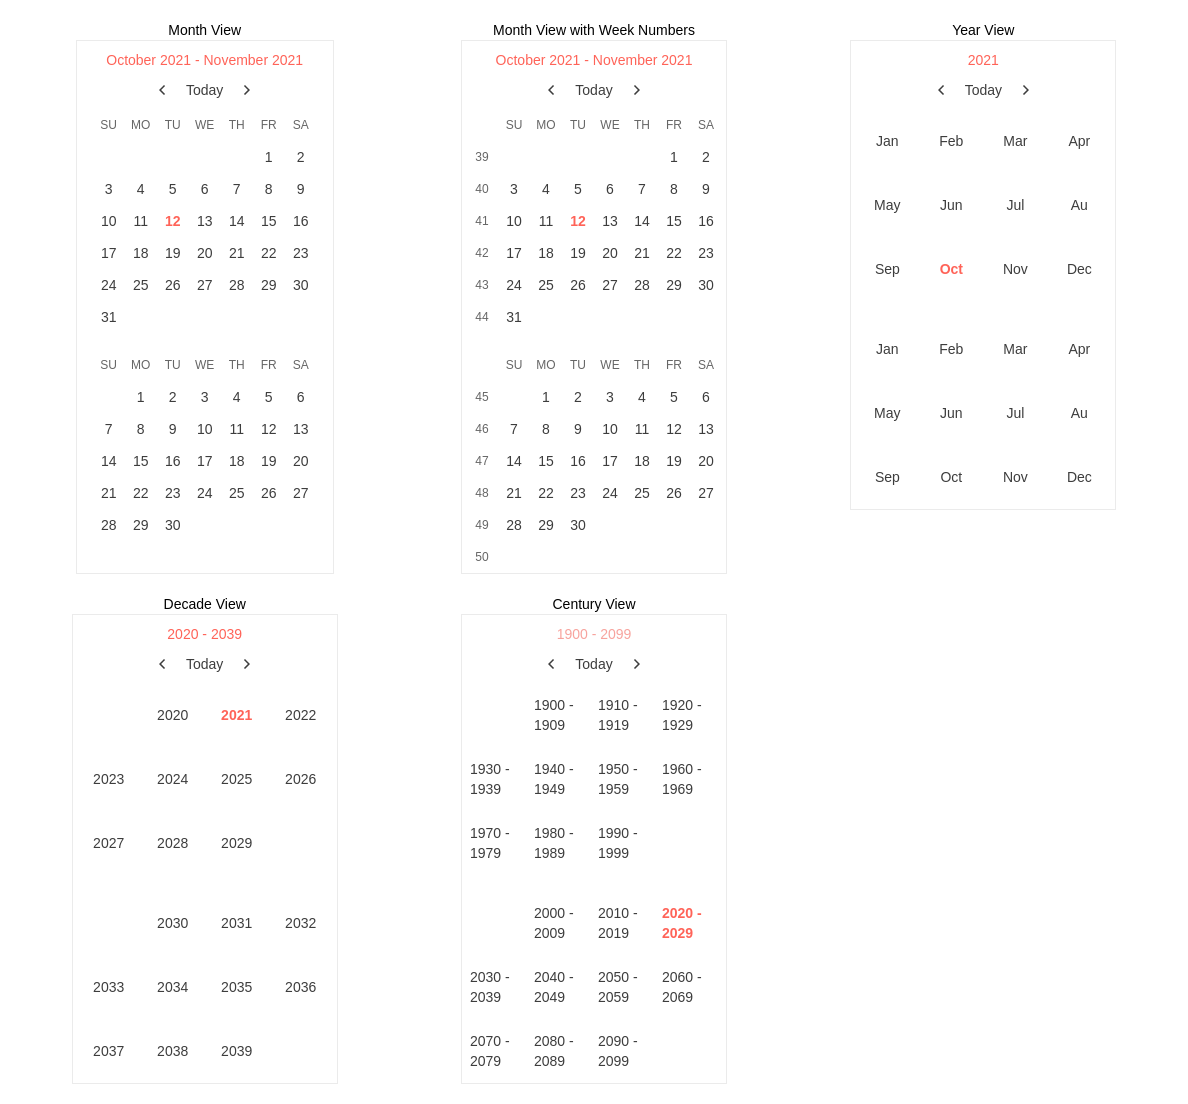 Month View
October 2021 - November 2021
Today
SU MO TU WE TH FR SA
1 2
3 4 5 6 7 8 9
10 11 12 13 14 15 16
17 18 19 20 21 22 23
24 25 26 27 28 29 30
31
SU MO TU WE TH FR SA
1 2 3 4 5 6
7 8 9 10 11 12 13
14 15 16 17 18 19 20
21 22 23 24 25 26 27
28 29 30
Month View with Week Numbers
October 2021 - November 2021
Today
SU MO TU WE TH FR SA
39 1 2
40 3 4 5 6 7 8 9
41 10 11 12 13 14 15 16
42 17 18 19 20 21 22 23
43 24 25 26 27 28 29 30
44 31
SU MO TU WE TH FR SA
45 1 2 3 4 5 6
46 7 8 9 10 11 12 13
47 14 15 16 17 18 19 20
48 21 22 23 24 25 26 27
49 28 29 30
50
Year View
2021
Today
Jan Feb Mar Apr
May Jun Jul Au
Sep Oct Nov Dec
Jan Feb Mar Apr
May Jun Jul Au
Sep Oct Nov Dec
Decade View
2020 - 2039
Today
2020 2021 2022
2023 2024 2025 2026
2027 2028 2029
2030 2031 2032
2033 2034 2035 2036
2037 2038 2039
Century View
1900 - 2099
Today
1900 - 1910 - 1920 -
1909 1919 1929
1930 - 1940 - 1950 - 1960 -
1939 1949 1959 1969
1970 - 1980 - 1990 -
1979 1989 1999
2000 - 2010 - 2020 -
2009 2019 2029
2030 - 2040 - 2050 - 2060 -
2039 2049 2059 2069
2070 - 2080 - 2090 -
2079 2089 2099